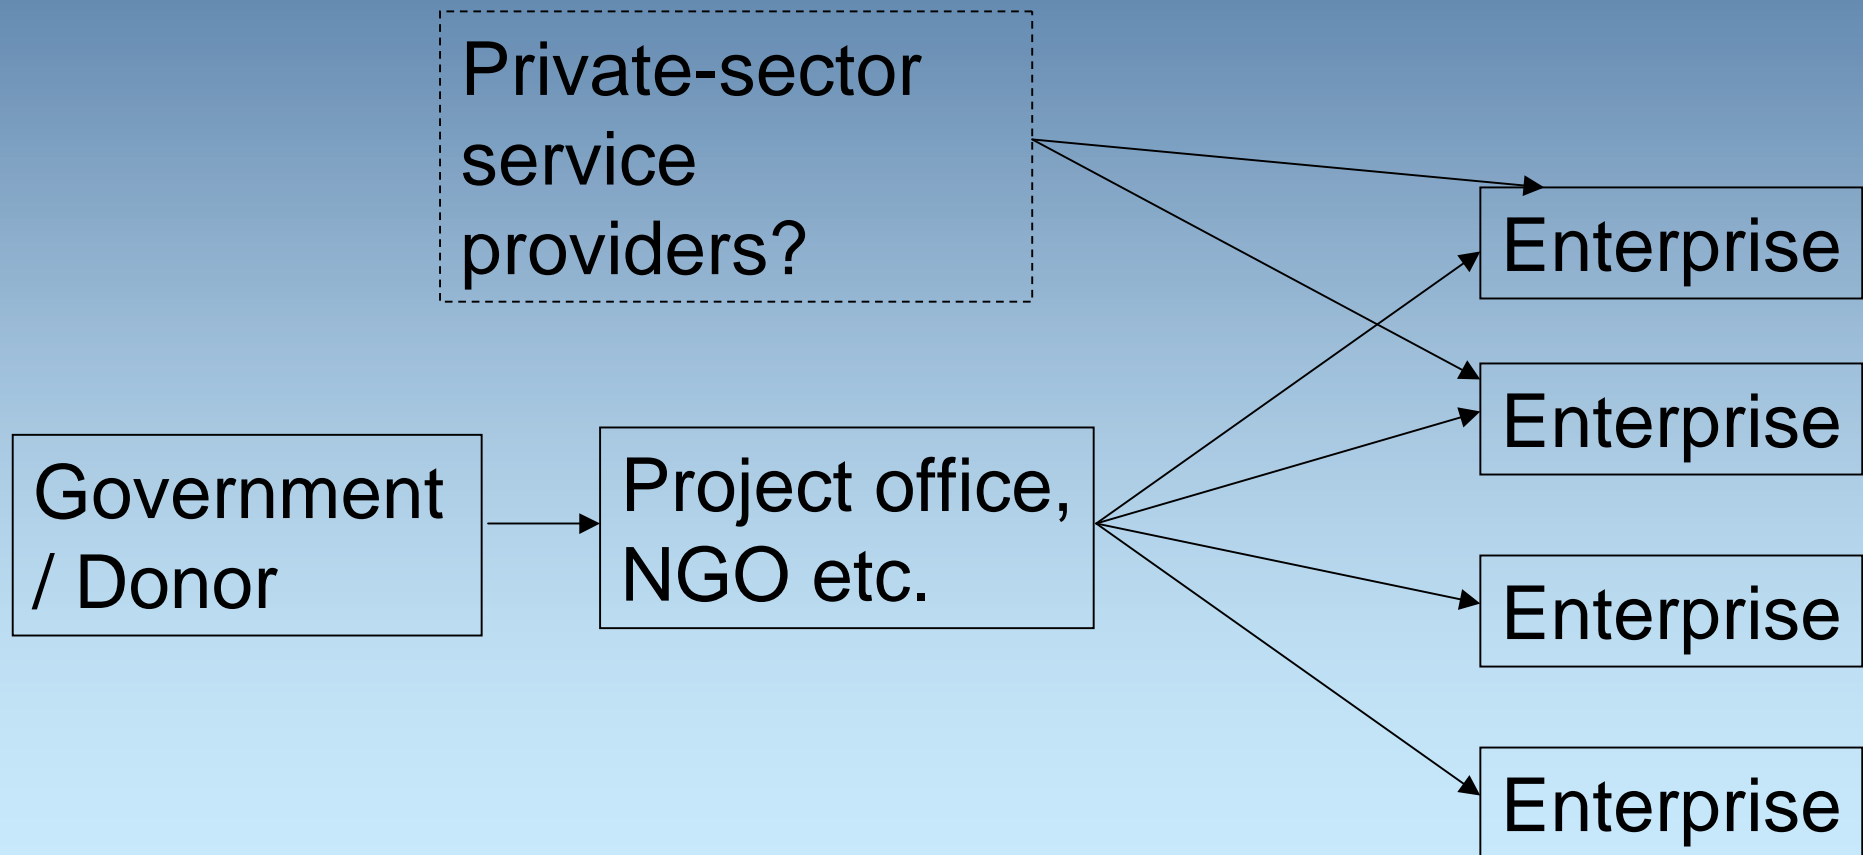 Private-sector
service
providers?
Enterprise
Enterprise
Government
/ Donor
Project office,
NGO etc.
Enterprise
Enterprise